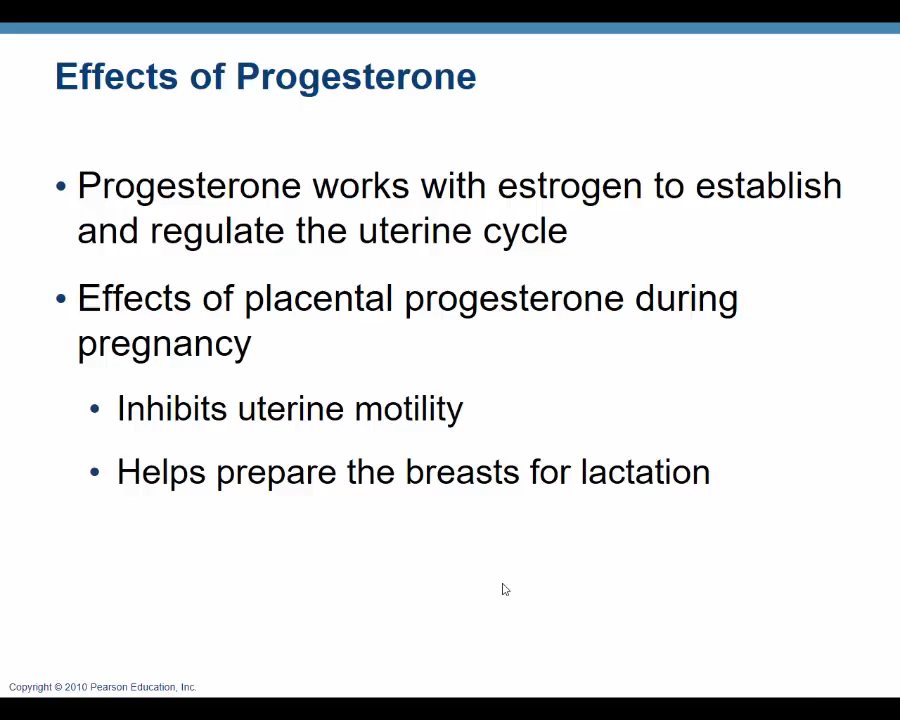 Effects of Progesterone
• Progesterone works with estrogen to establish
and regulate the uterine cycle
• Effects of placental progesterone during
pregnancy
• Inhibits uterine motility
• Helps prepare the breasts for lactation
Copyright © 2010 Pearson Education, Inc.